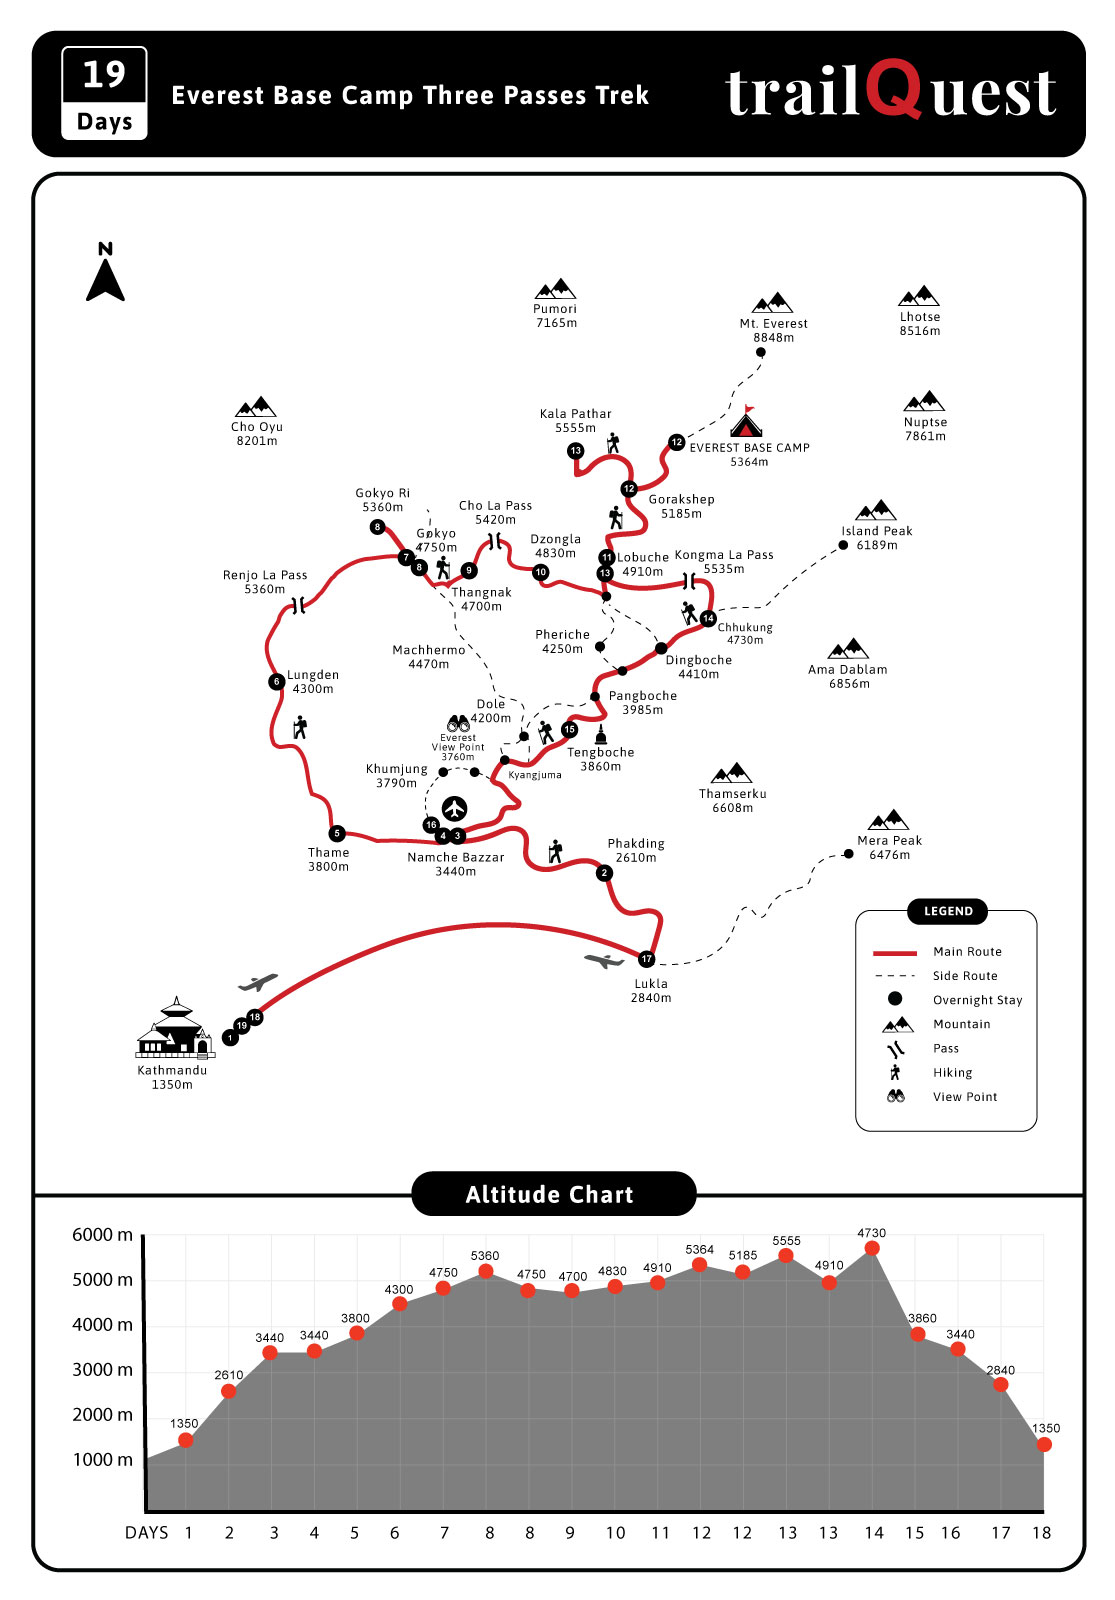 19
Days
Everest Base Camp Three Passes Trek
trailQuest
N
Pumori
7165m
Mt. Everest
8848m
Lhotse
8516m
Cho Oyu
8201m
Nuptse
7861m
Kala Pathar
5555m
13
12
EVEREST BASE CAMP
5364m
12
Gorakshep
5185m
Gokyo Ri
5360m
8
Cho La Pass
5420m
Island Peak
6189m
Gokyo
4750m
7
8
9
Thangnak
4700m
Dzongla
4830m
10
11
Lobuche
4910m
13
Kongma La Pass
5535m
Renjo La Pass
5360m
14
Chhukung
4730m
Pheriche
4250m
Machhermo
4470m
Dingboche
4410m
Ama Dablam
6856m
6
Lungden
4300m
Pangboche
3985m
Dole
4200m
15
Tengboche
3860m
Everest
View Point
3760m
Kyangjuma
Khumjung
3790m
Thamserku
6608m
16
4
3
Namche Bazzar
3440m
5
Thame
3800m
Phakding
2610m
2
Mera Peak
6476m
17
Lukla
2840m
18
19
1
Kathmandu
1350m
LEGEND
Main Route
Side Route
Overnight Stay
Mountain
Pass
Hiking
View Point
Altitude Chart
6000 m
5000 m
4000 m
3000 m
2000 m
1000 m
1350
2610
3440
3440
3800
4300
4750
5360
4750
4700
4830
4910
5364
5185
5555
4910
4730
3860
3440
2840
1350
DAYS 1 2 3 4 5 6 7 8 8 9 10 11 12 12 13 13 14 15 16 17 18